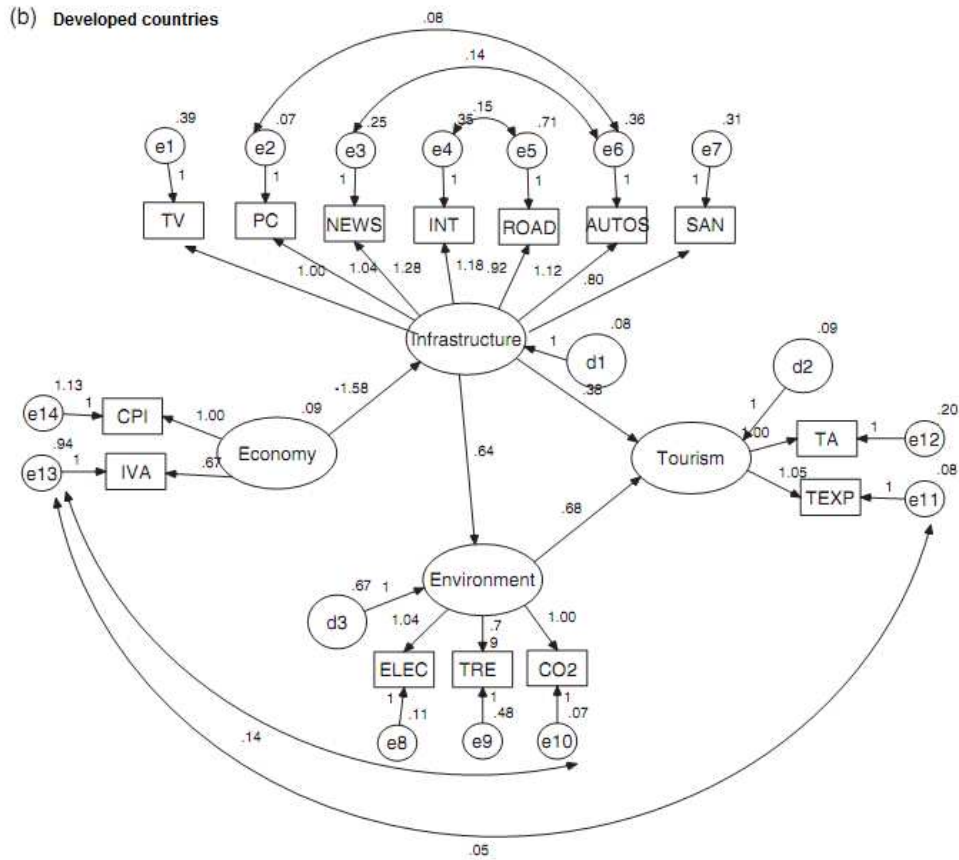 (b) Developed countries
.08
.14
.39
.07
.25
.35
.15
.71
.36
.31
e1
e2
e3
e4
e5
e6
e7
1
1
1
1
1
1
1
TV
PC
NEWS
INT
ROAD
AUTOS
SAN
1.00
1.04
1.28
1.18
.92
1.12
.80
Infrastructure
1
.08
d1
.09
d2
-1.58
.38
1.13
e14
1
CPI
1.00
.09
Economy
.94
e13
1
IVA
.67
.64
1
Tourism
1.00
TA
1
.20
e12
1.05
TEXP
1
.08
e11
.68
Environment
.67
1
d3
1.04
.7
9
1.00
ELEC
TRE
CO2
1
.11
1
.48
1
.07
e8
e9
e10
.14
.05